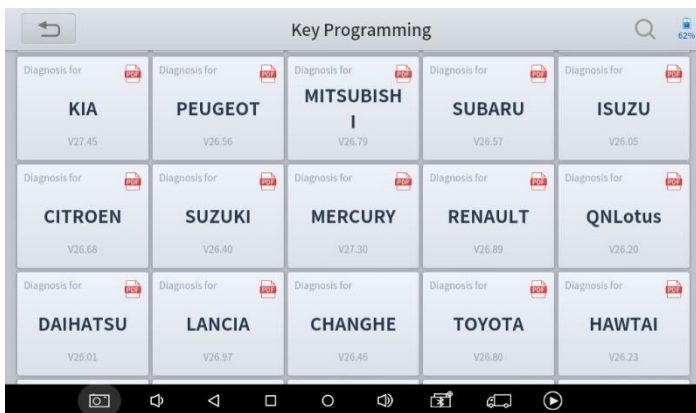 Key Programming
62%
Diagnosis for PDF Diagnosis for PDF Diagnosis for PDF Diagnosis for PDF Diagnosis for PDF
KIA PEUGEOT MITSUBISH SUBARU ISUZU
I
V27.45 V26.56 V26.79 V26.57 V26.05
Diagnosis for PDF Diagnosis for PDF Diagnosis for PDF Diagnosis for PDF Diagnosis for PDF
CITROEN SUZUKI MERCURY RENAULT QNLotus
V26.68 V26.40 V27.30 V26.89 V26.20
Diagnosis for PDF Diagnosis for PDF Diagnosis for Diagnosis for PDF Diagnosis for PDF
DAIHATSU LANCIA CHANGHE TOYOTA HAWTAI
V26.01 V26.97 V26.46 V26.80 V26.23